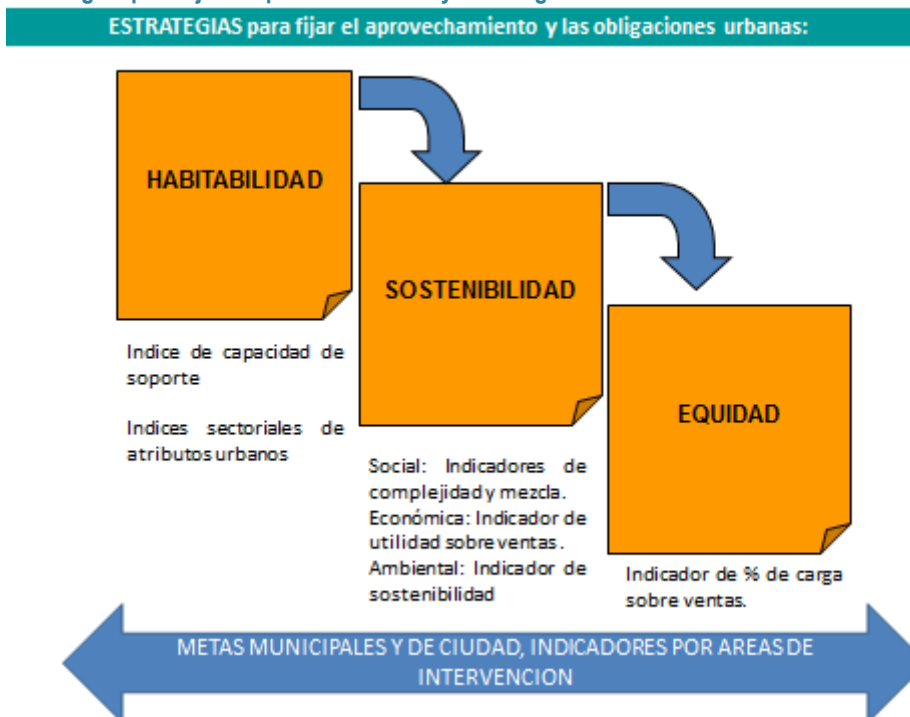 ESTRATEGIAS para fijar el aprovechamiento y las obligaciones urbanas:
HABITABILIDAD
Indice de capacidad de
soporte
Indices sectoriales de
atributos urbanos
SOSTENIBILIDAD
Social: Indicadores de
complejidad y mezcla.
Económica: Indicador de
utilidad sobre ventas.
Ambiental: Indicador de
sostenibilidad
EQUIDAD
Indicador de % de carga
sobre ventas.
METAS MUNICIPALES Y DE CIUDAD, INDICADORES POR AREAS DE
INTERVENCION